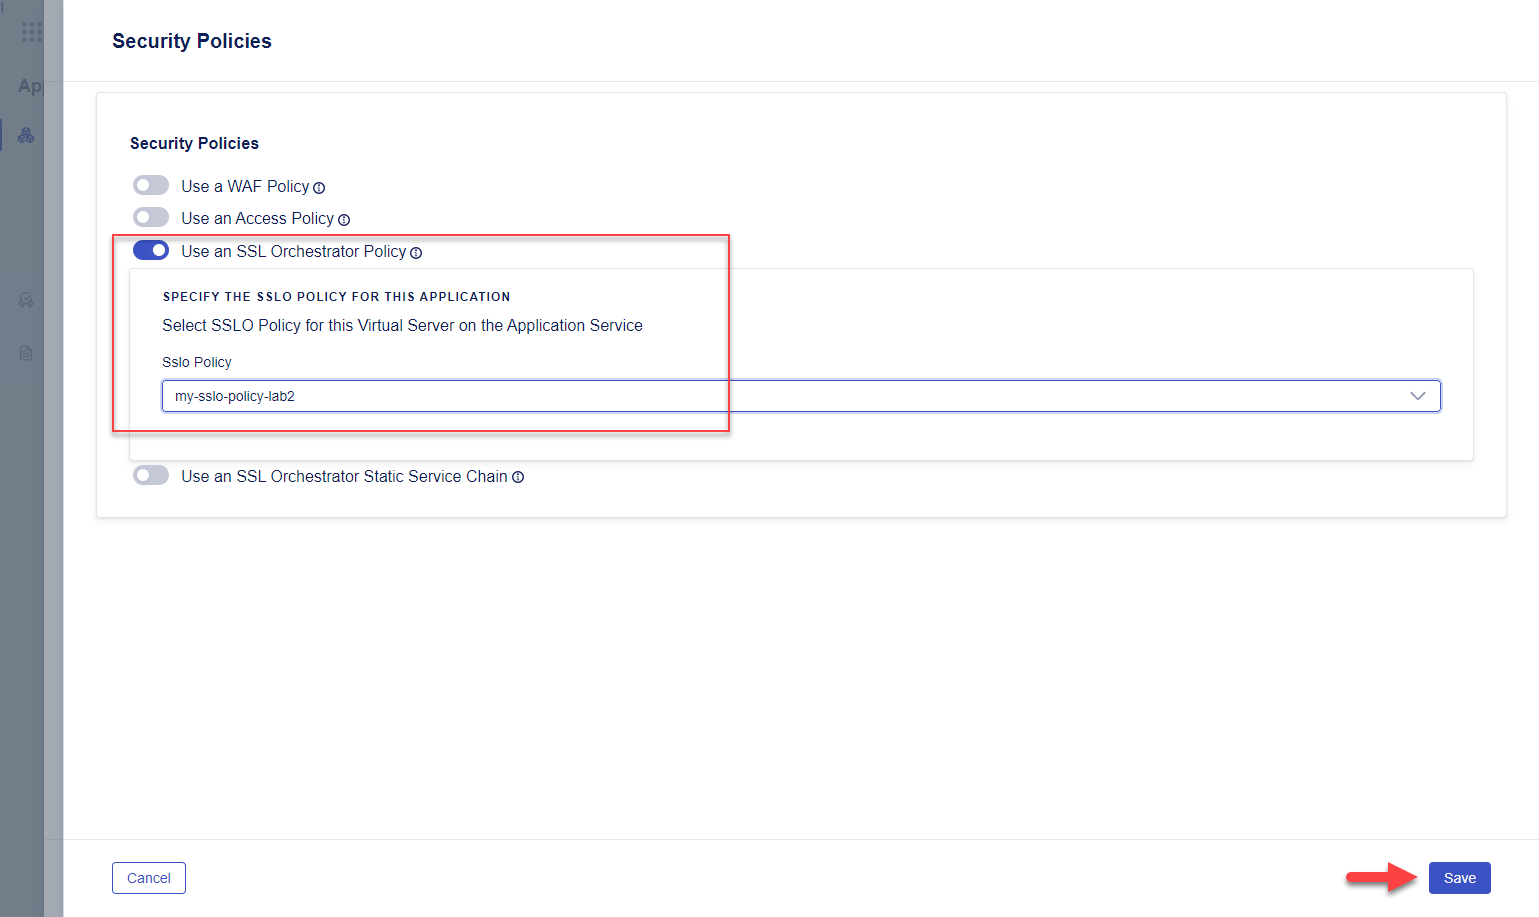 Security Policies
App
Security Policies
Use a WAF Policy
Use an Access Policy
Use an SSL Orchestrator Policy
SPECIFY THE SSLO POLICY FOR THIS APPLICATION
Select SSLO Policy for this Virtual Server on the Application Service
Sslo Policy
my-sslo-policy-lab2
Use an SSL Orchestrator Static Service Chain
Cancel
Save